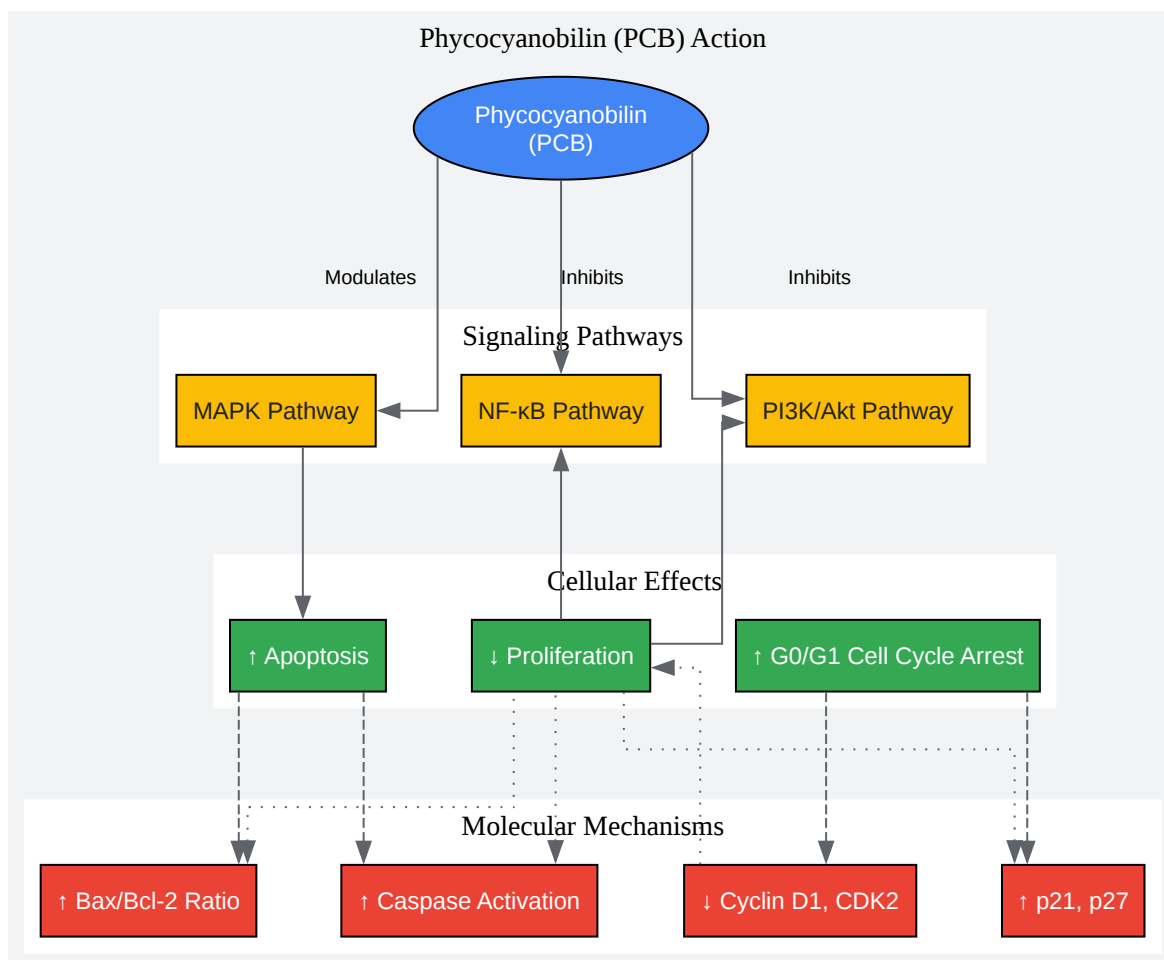 Phycocyanobilin (PCB) Action
Phycocyanobilin
(PCB)
Modulates
Inhibits
Inhibits
Signaling Pathways
MAPK Pathway
NF-κB Pathway
PI3K/Akt Pathway
Cellular Effects
↑ Apoptosis
↓ Proliferation
↑ G0/G1 Cell Cycle Arrest
Molecular Mechanisms
↑ Bax/Bcl-2 Ratio
↑ Caspase Activation
↓ Cyclin D1, CDK2
↑ p21, p27